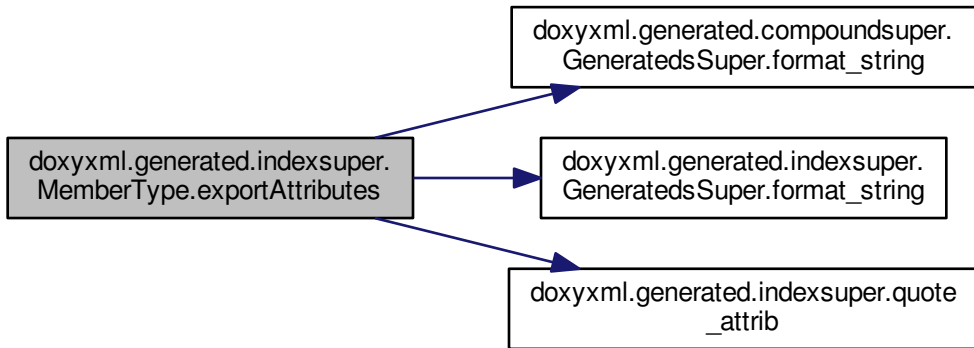 doxyxml.generated.compoundsuper.
GeneratedsSuper.format_string
doxyxml.generated.indexsuper.
MemberType.exportAttributes
doxyxml.generated.indexsuper.
GeneratedsSuper.format_string
doxyxml.generated.indexsuper.quote
_attrib